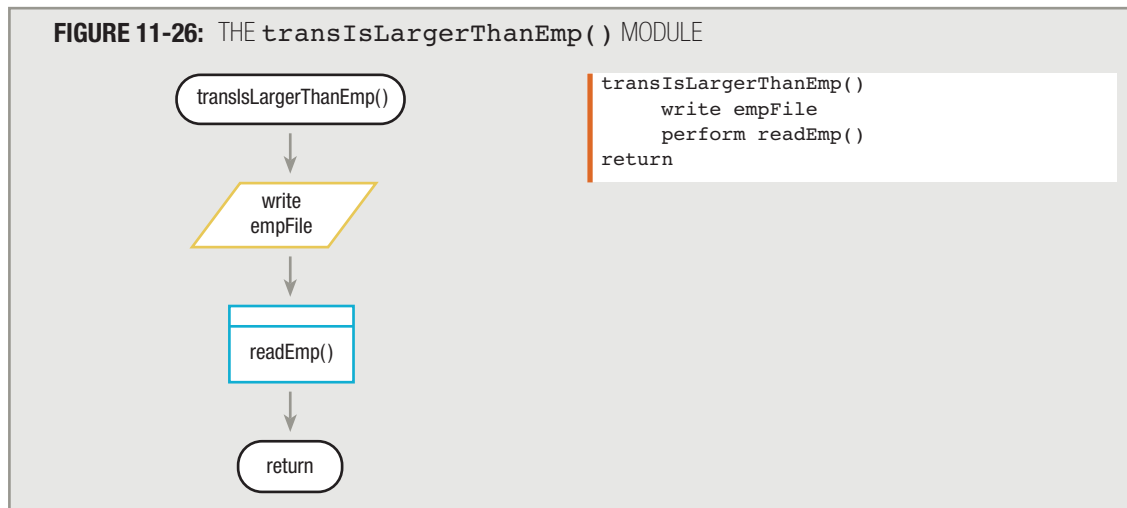 FIGURE 11-26: THE transIsLargerThanEmp() MODULE
transIsLargerThanEmp()
write
empFile
readEmp()
return
transIsLargerThanEmp()
write empFile
perform readEmp()
return